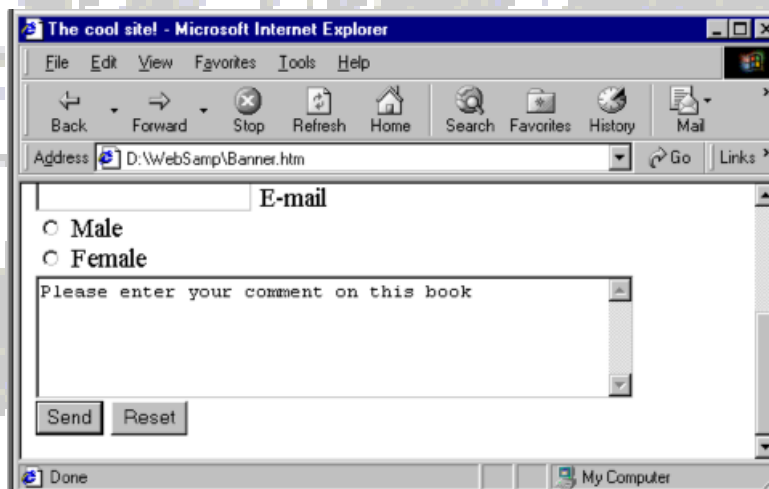 The cool site! - Microsoft Internet Explorer
File Edit View Favorites Tools Help
Back Forward Stop Refresh Home Search Favorites History Mail
Address D:\WebSamp\Banner.htm Go Links
E-mail
Male
Female
Please enter your comment on this book
Send Reset
Done My Computer